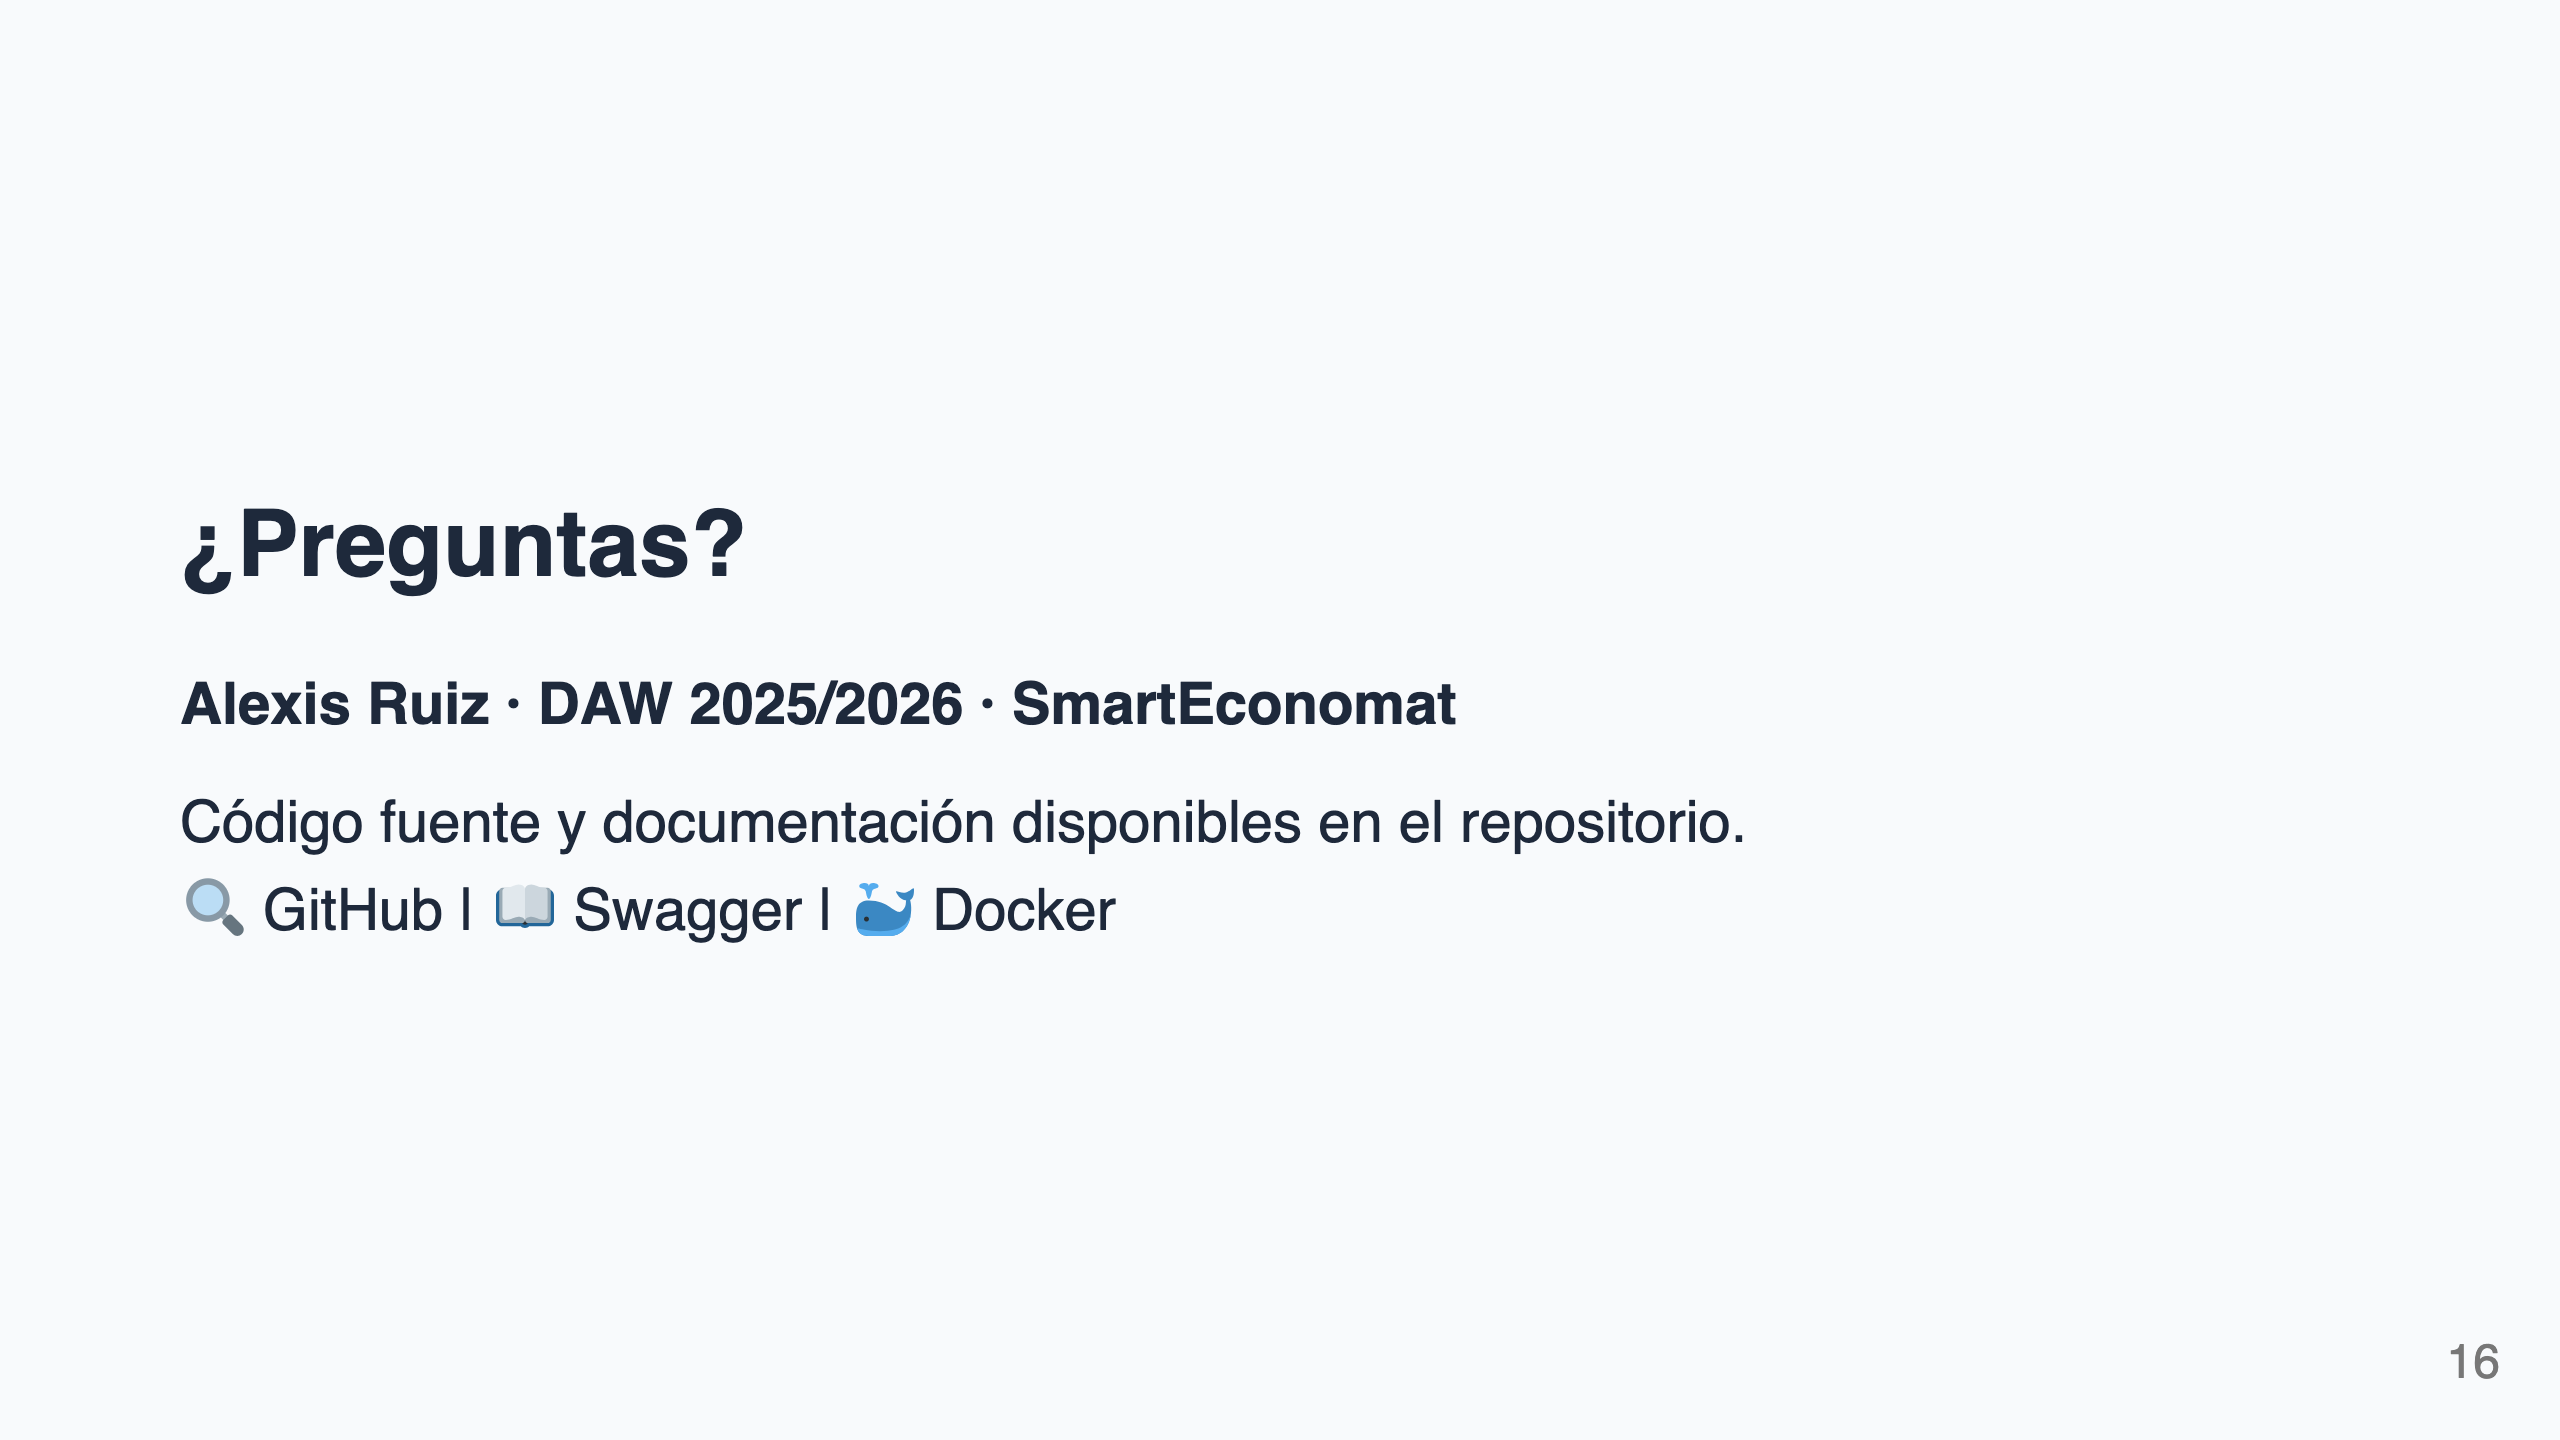 ¿Preguntas?
Alexis Ruiz · DAW 2025/2026 · SmartEconomat
Código fuente y documentación disponibles en el repositorio.
🔍 GitHub | 📖 Swagger | 🐳 Docker
16